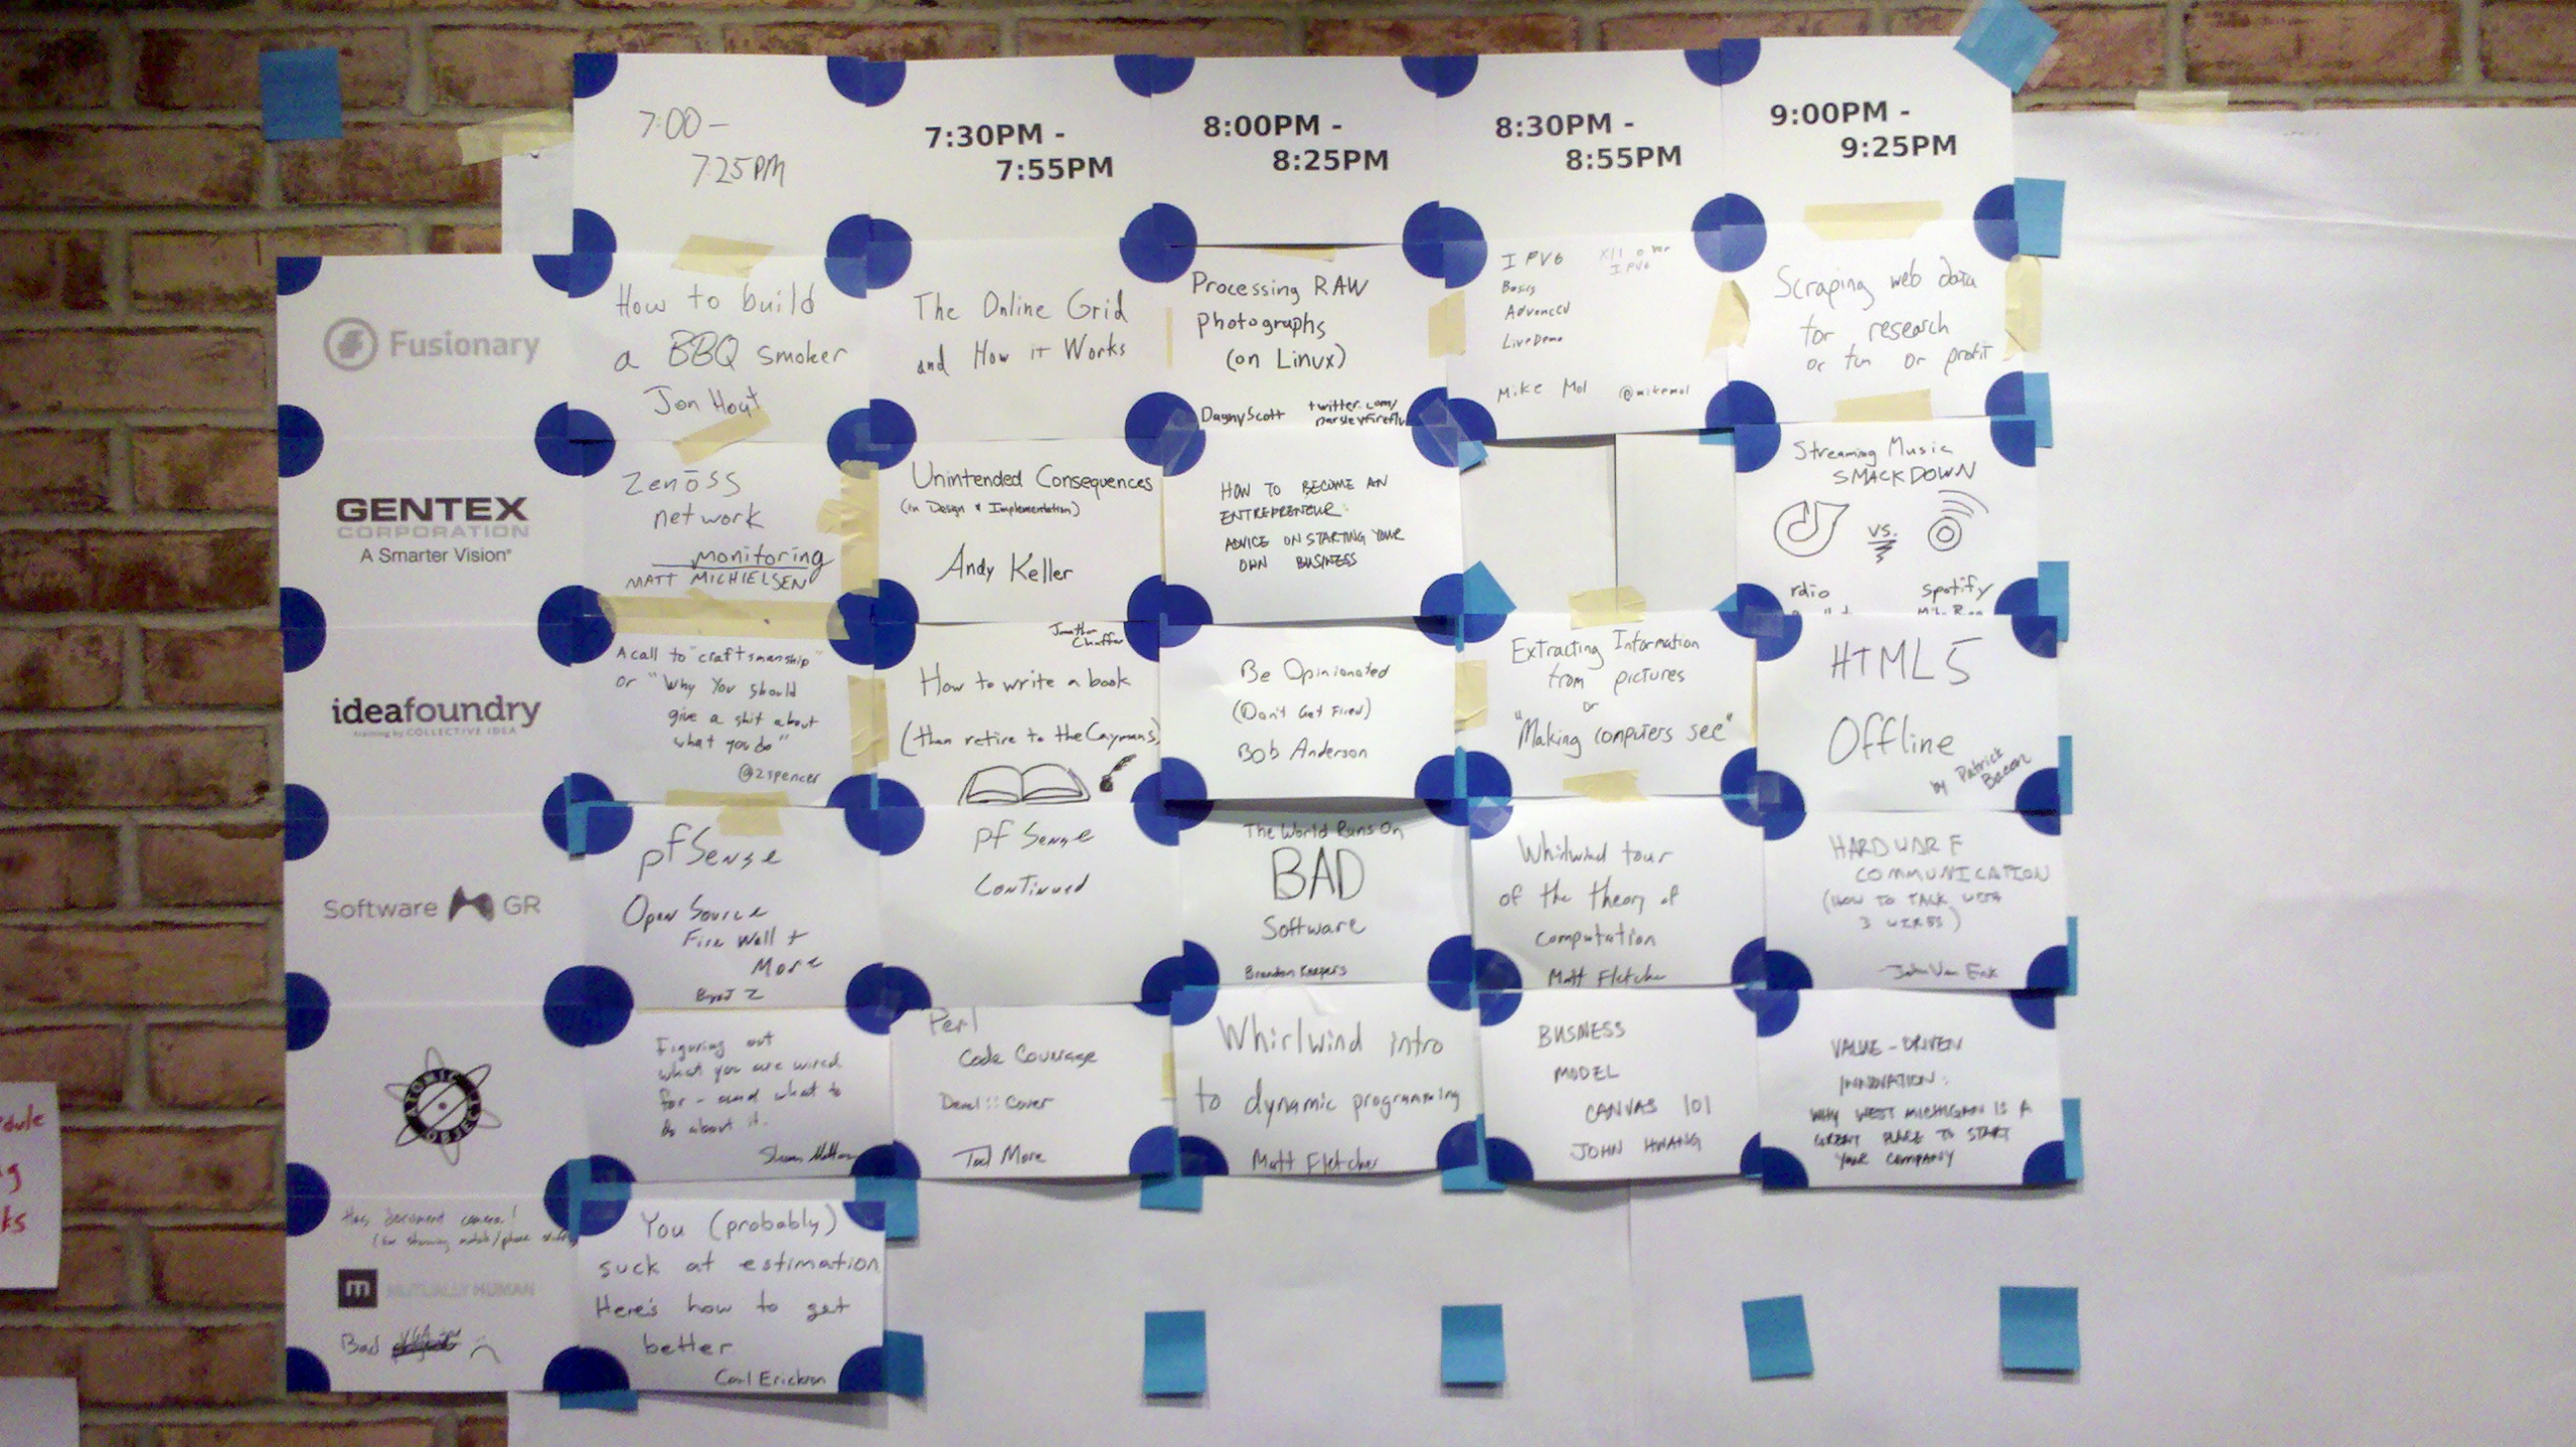 7:00-
7:25PM
7:30PM -
7:55PM
8:00PM -
8:25PM
8:30PM -
8:55PM
9:00PM -
9:25PM
Fusionary
How to build
a BBQ smoker
Jon Hoyt
The Online Grid
and How it Works
Processing RAW
photographs
(on Linux)
Dagny Scott
twitter.com/
parsleyfirefly
IPV6
Basics
Advanced
Live Demo
X11 over
IPV6
Mike Mol @mikemol
Scraping web data
for research
or fun or profit
GENTEX
CORPORATION
A Smarter Vision®
Zenoss
network
monitoring
MATT MICHIELSEN
Unintended Consequences
(in Design & Implementation)
Andy Keller
HOW TO BECOME AN
ENTREPRENEUR:
ADVICE ON STARTING YOUR
OWN BUSINESS
Streaming Music
SMACKDOWN
vs.
rdio
spotify
ideafoundry
training by COLLECTIVE IDEA
A call to "craftsmanship"
or "Why You should
give a shit about
what you do"
@zspencer
Jonathan
Chaffer
How to write a book
(then retire to the Caymans)
Be Opinionated
(Don't Get Fired)
Bob Anderson
Extracting Information
from pictures
or
"Making computers see"
HTML5
Offline
by Patrick
Bacon
Software GR
pfSense
Open Source
Fire Wall +
More
pf Sense
Continued
The World Runs On
BAD
Software
Brandon Keepers
Whirlwind tour
of the theory of
computation
Matt Fletcher
HARDWARE
COMMUNICATION
(HOW TO TALK WITH
3 WIRES)
John Van Enk
ATOMIC
OBJECT
Figuring out
what you are wired
for - and what to
do about it.
Perl
Code Coverage
Devel::Cover
Tad More
Whirlwind intro
to dynamic programming
Matt Fletcher
BUSINESS
MODEL
CANVAS 101
JOHN HWANG
VALUE-DRIVEN
INNOVATION:
WHY WEST MICHIGAN IS A
GREAT PLACE TO START
YOUR COMPANY
Has document camera!
(for showing mobile/phone stuff)
m MUTUALLY HUMAN
Bad
You (probably)
suck at estimation
Here's how to get
better
Carl Erickson